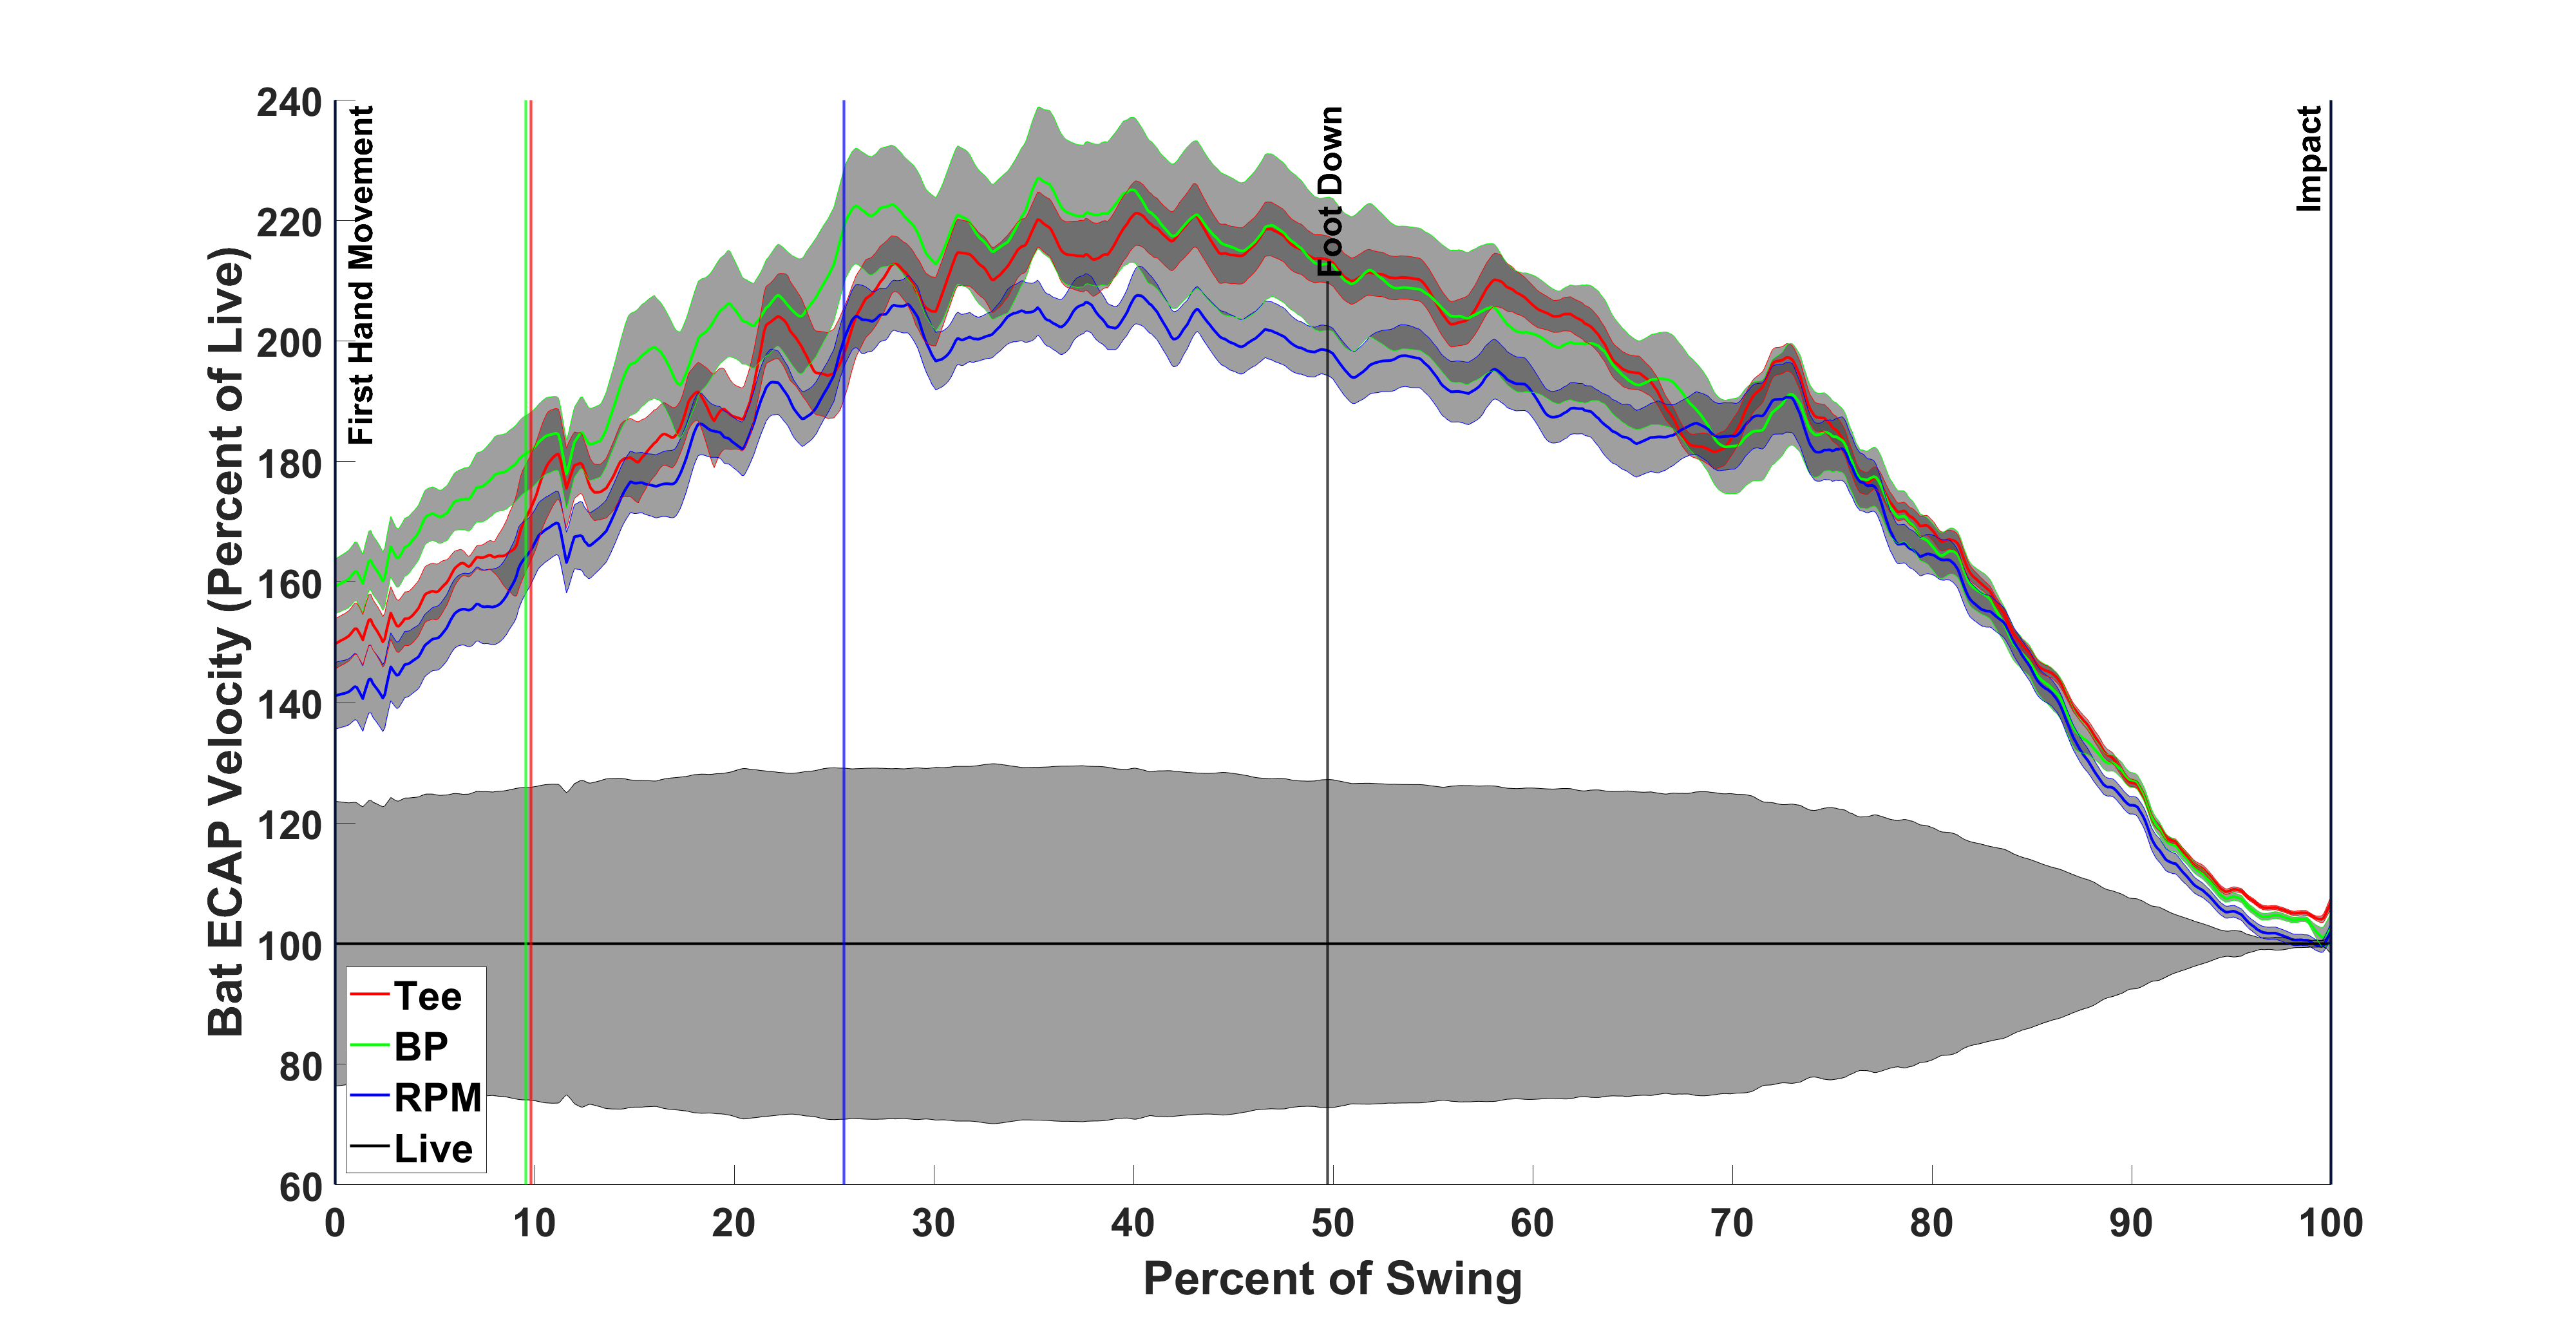 240
220
200
180
160
140
120
100
80
60
Bat ECAP Velocity (Percent of Live)
First Hand Movement
Foot Down
Impact
Tee
BP
RPM
Live
0 10 20 30 40 50 60 70 80 90 100
Percent of Swing